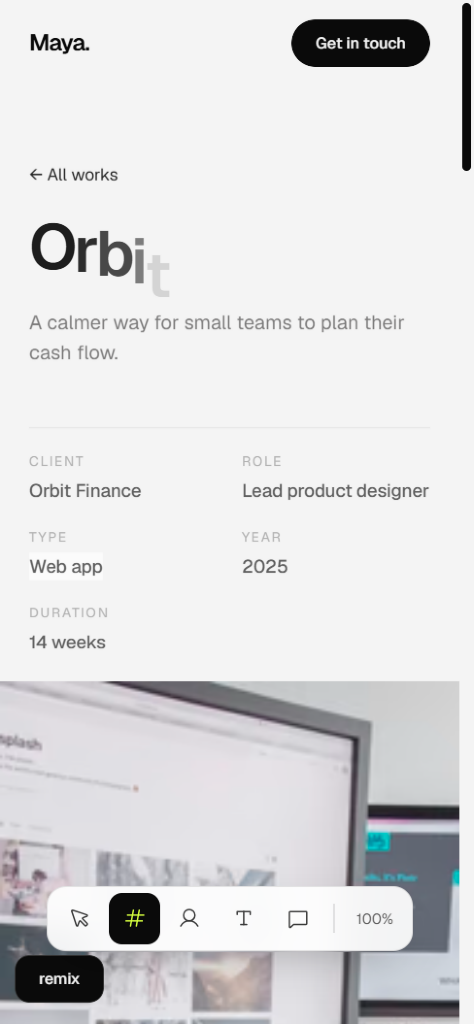 Maya.
Get in touch
← All works
Orbit
A calmer way for small teams to plan their
cash flow.
CLIENT
ROLE
Orbit Finance
Lead product designer
TYPE
YEAR
Web app
2025
DURATION
14 weeks
splash
100%
remix